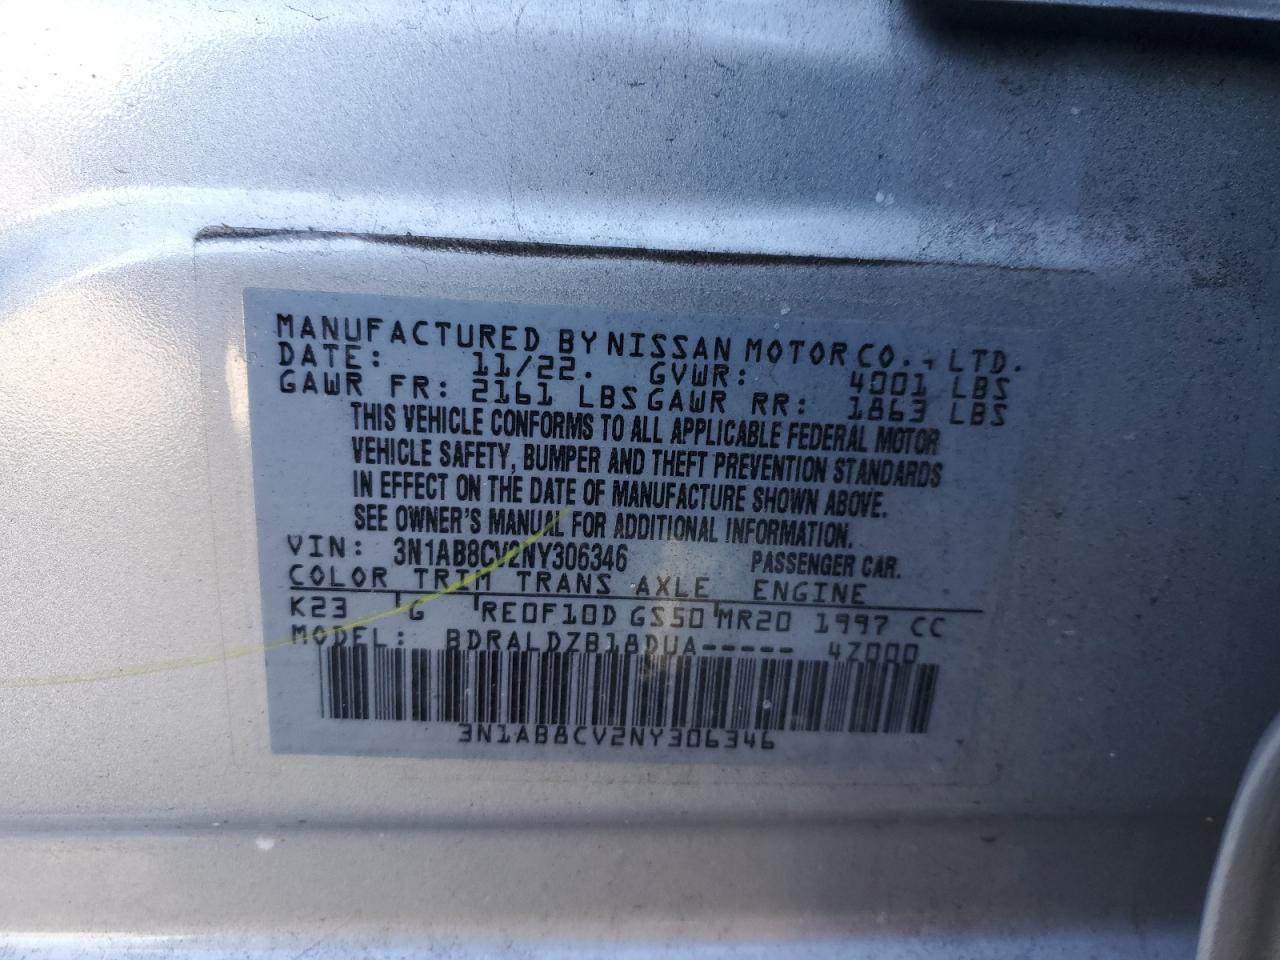 MANUFACTURED BY NISSAN MOTOR CO., LTD.
DATE: 11/22. GVWR: 4001 LBS
GAWR FR: 2161 LBS GAWR RR: 1863 LBS
THIS VEHICLE CONFORMS TO ALL APPLICABLE FEDERAL MOTOR
VEHICLE SAFETY, BUMPER AND THEFT PREVENTION STANDARDS
IN EFFECT ON THE DATE OF MANUFACTURE SHOWN ABOVE.
SEE OWNER'S MANUAL FOR ADDITIONAL INFORMATION.
VIN: 3N1AB8CV2NY306346 PASSENGER CAR.
COLOR TRIM TRANS AXLE ENGINE
K23 G RE0F10D GS50 MR20 1997 CC
MODEL: BDRALDZB18DUA----- 4Z000
3N1AB8CV2NY306346